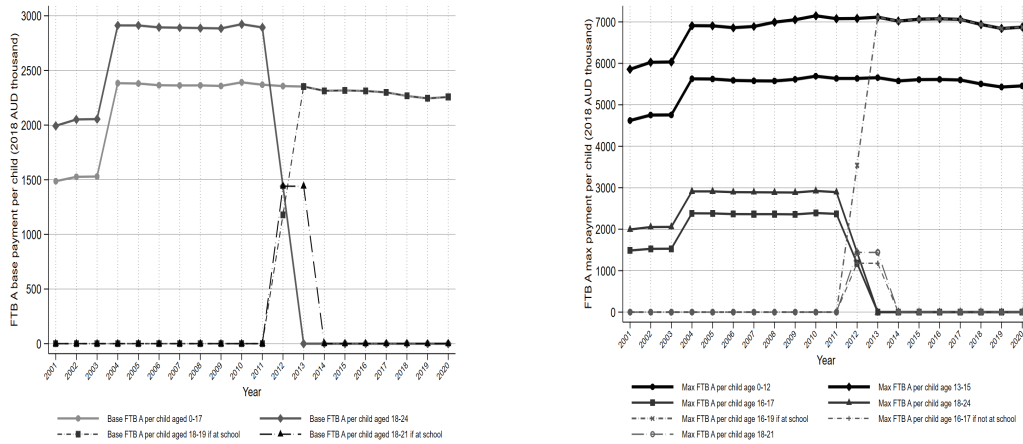 FTB A base payment per child (2018 AUD thousand)
3000
2500
2000
1500
1000
500
0
2001 2002 2003 2004 2005 2006 2007 2008 2009 2010 2011 2012 2013 2014 2015 2016 2017 2018 2019 2020
Year
Base FTB A per child aged 0-17 Base FTB A per child aged 18-24
Base FTB A per child aged 18-19 if at school Base FTB A per child aged 18-21 if at school
FTB A max payment per child (2018 AUD thousand)
7000
6000
5000
4000
3000
2000
1000
0
2001 2002 2003 2004 2005 2006 2007 2008 2009 2010 2011 2012 2013 2014 2015 2016 2017 2018 2019 2020
Year
Max FTB A per child age 0-12 Max FTB A per child age 13-15
Max FTB A per child age 16-17 Max FTB A per child age 18-24
Max FTB A per child age 16-19 if at school Max FTB A per child age 16-17 if not at school
Max FTB A per child age 18-21